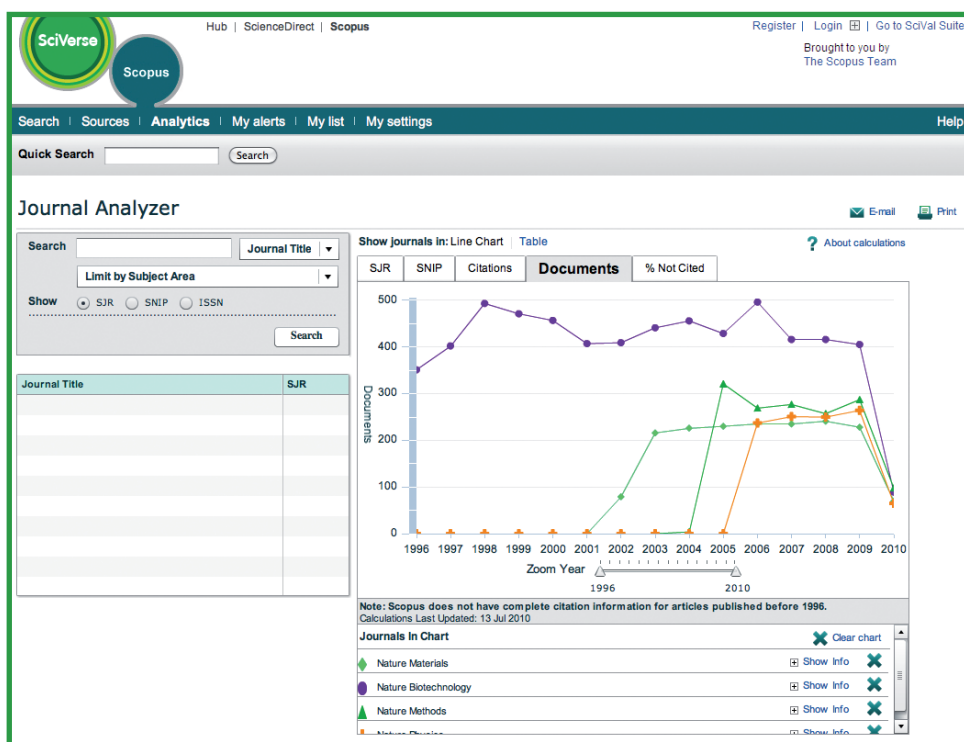 SciVerse
Hub | ScienceDirect | Scopus
Register | Login | Go to SciVal Suite
Brought to you by
The Scopus Team
Scopus
Search | Sources | Analytics | My alerts | My list | My settings
Help
Quick Search
Search
Journal Analyzer
E-mail
Print
Search
Journal Title
Limit by Subject Area
Show SJR SNIP ISSN
Search
Journal Title SJR
Show journals in: Line Chart | Table
? About calculations
SJR SNIP Citations Documents % Not Cited
500
400
300
200
100
0
Documents
1996 1997 1998 1999 2000 2001 2002 2003 2004 2005 2006 2007 2008 2009 2010
Zoom Year
1996 2010
Note: Scopus does not have complete citation information for articles published before 1996.
Calculations Last Updated: 13 Jul 2010
Journals In Chart
Clear chart
Nature Materials Show Info
Nature Biotechnology Show Info
Nature Methods Show Info
Nature Physics Show Info